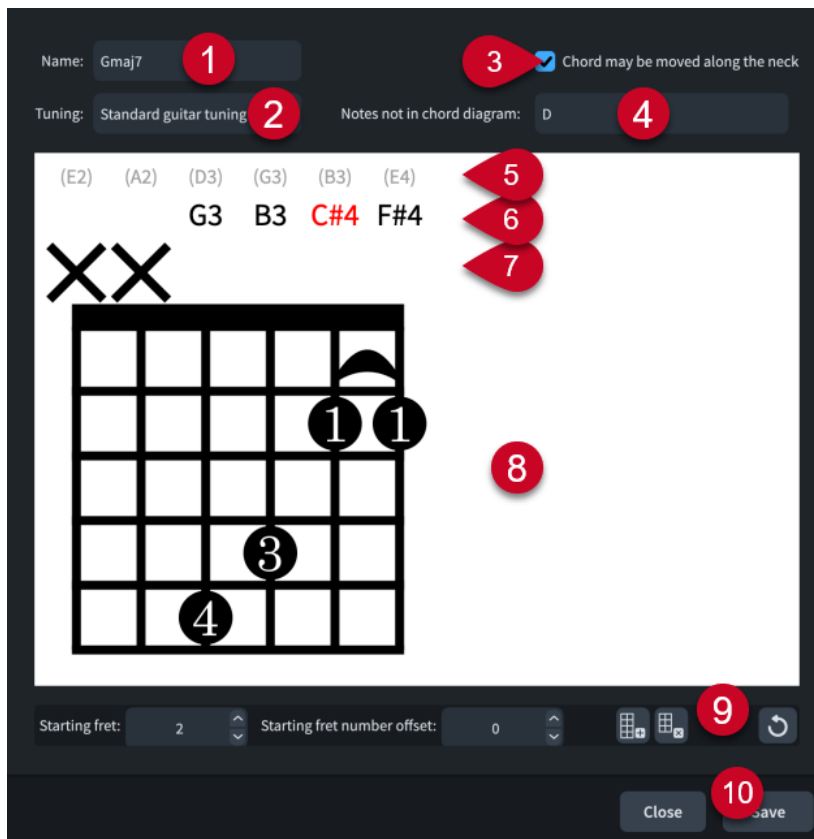 Name: Gmaj7 1 3 Chord may be moved along the neck
Tuning: Standard guitar tuning 2 Notes not in chord diagram: D 4
(E2) (A2) (D3) (G3) (B3) (E4) 5
G3 B3 C#4 F#4 6
7
1 1
8
3
4
Starting fret: 2 Starting fret number offset: 0 9
Close 10 Save